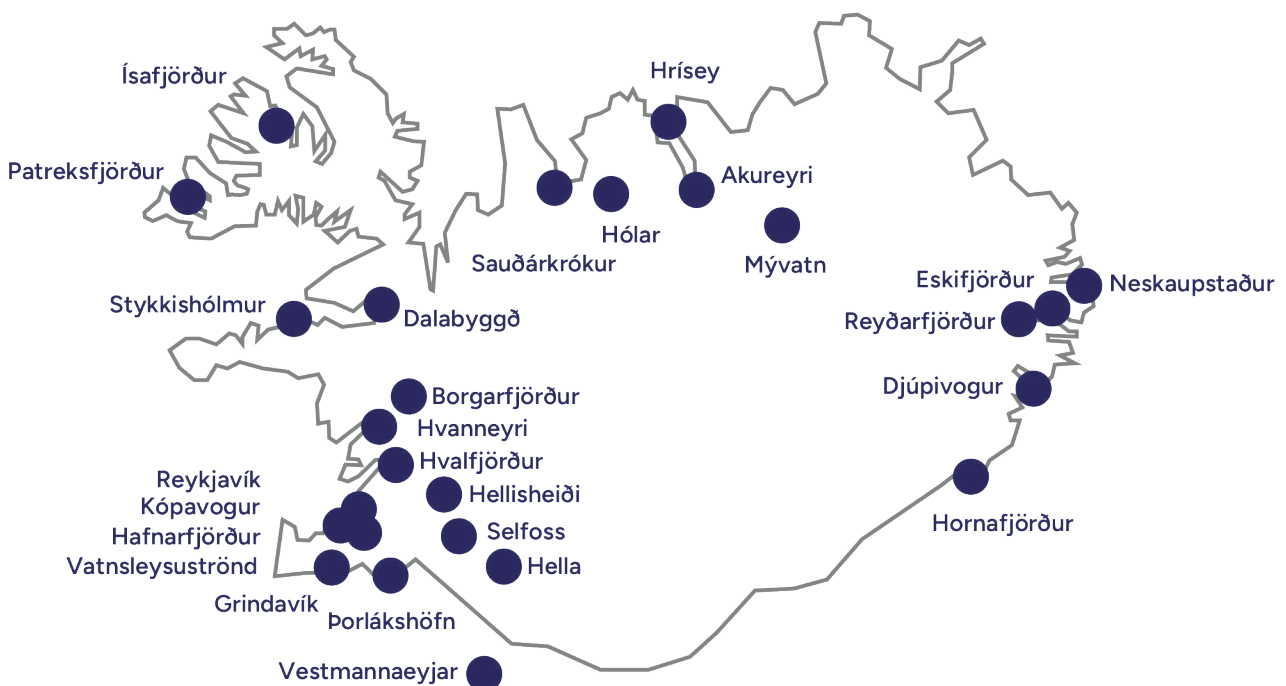 Hrísey
Ísafjörður
Patreksfjörður
Akureyri
Hólar
Sauðárkrókur
Mývatn
Eskifjörður
Neskaupstaður
Stykkishólmur
Dalabyggð
Reyðarfjörður
Djúpivogur
Borgarfjörður
Hvanneyri
Hvalfjörður
Reykjavík
Hellisheiði
Kópavogur
Hornafjörður
Hafnarfjörður
Selfoss
Vatnsleysuströnd
Hella
Grindavík
Þorlákshöfn
Vestmannaeyjar